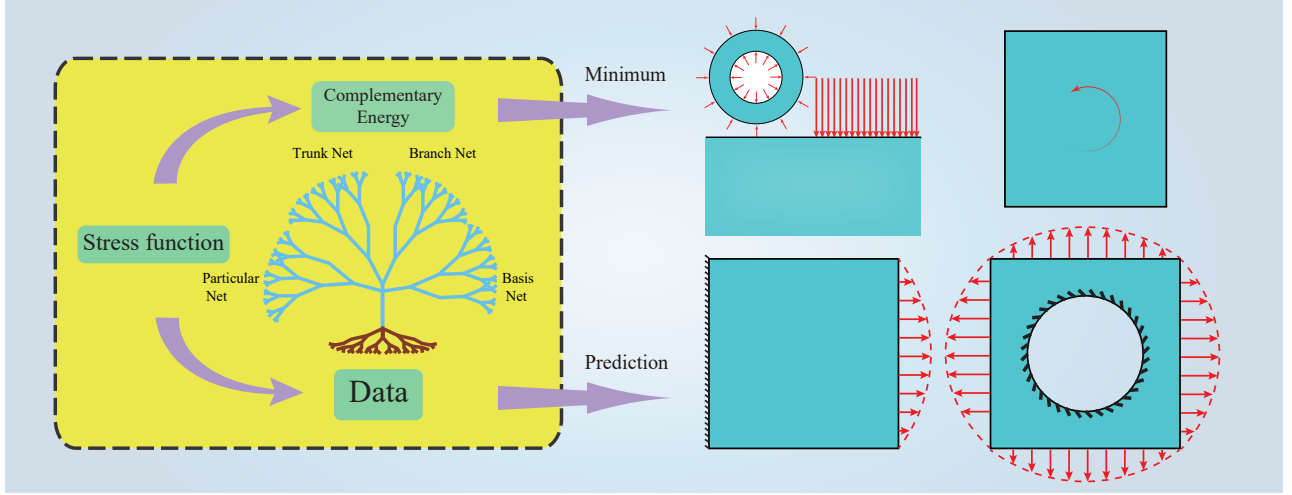 Complementary
Energy
Minimum
Trunk Net
Branch Net
Stress function
Particular
Net
Basis
Net
Data
Prediction